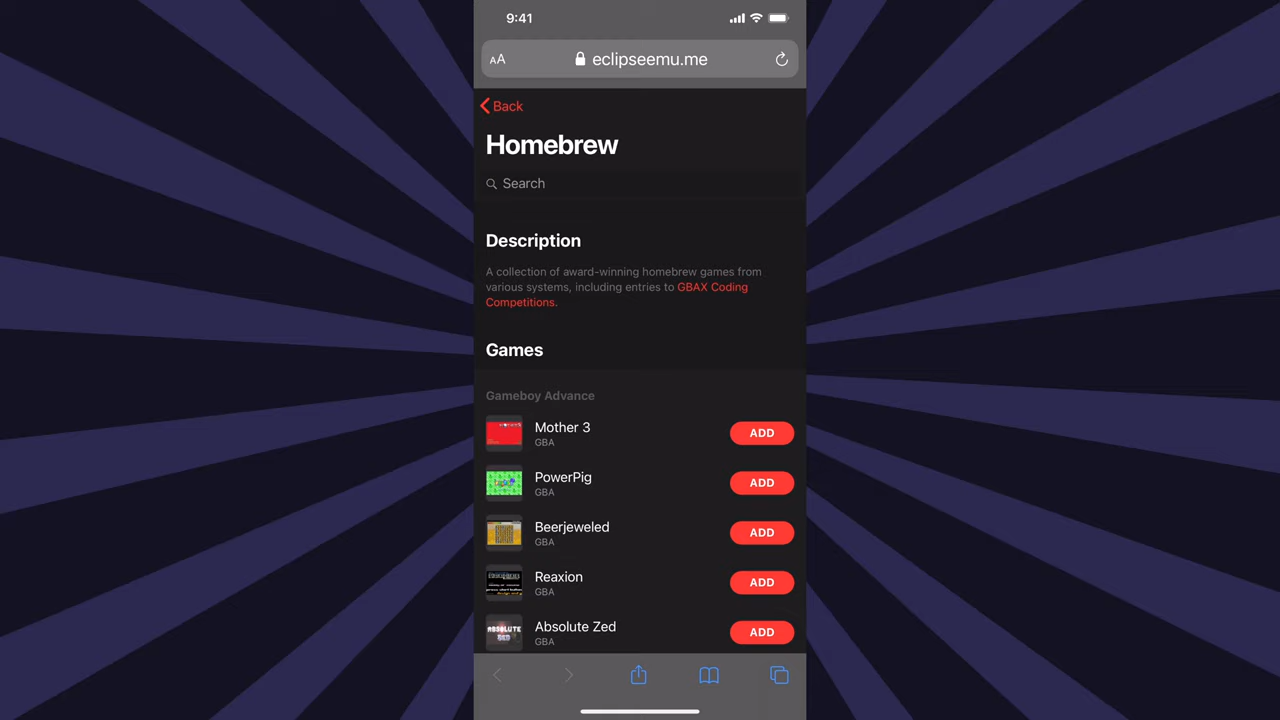 9:41
AA
eclipseemu.me
Back
Homebrew
Search
Description
A collection of award-winning homebrew games from
various systems, including entries to GBAX Coding
Competitions.
Games
Gameboy Advance
Mother 3
GBA
ADD
PowerPig
GBA
ADD
Beerjeweled
GBA
ADD
Reaxion
GBA
ADD
ABSOLUTE
ZED
Absolute Zed
GBA
ADD